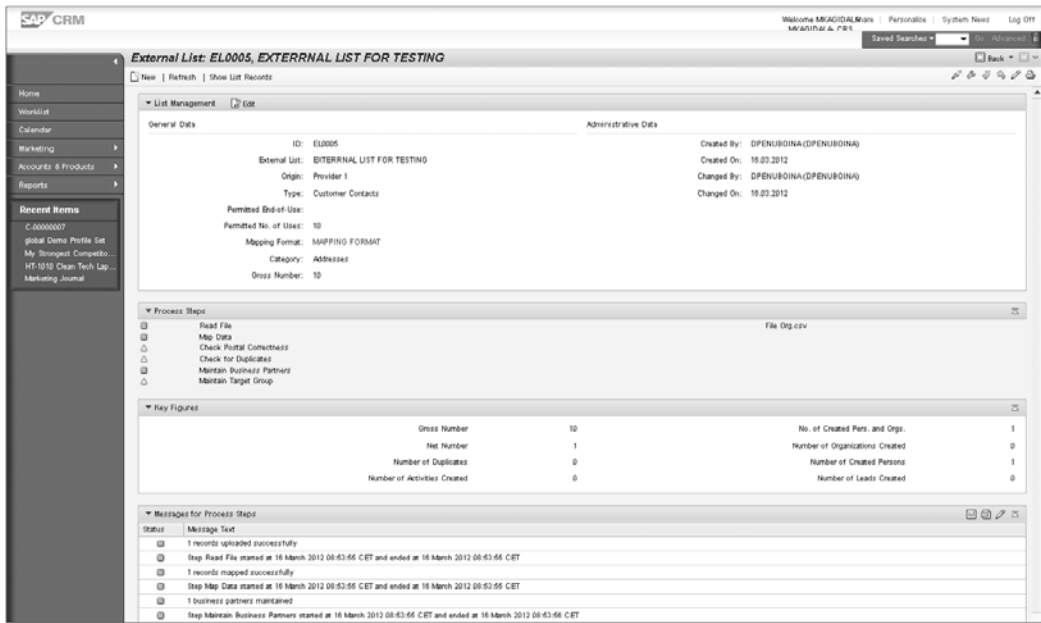 SAP CRM
Welcome MKAGIDALA Share | Personalize | System News Log Off
MKAGIDALA, CRS
Saved Searches Go Advanced
External List: EL0005, EXTERRNAL LIST FOR TESTING
Back
New | Refresh | Show List Records
Home
Worklist
Calendar
Marketing
Accounts & Products
Reports
Recent Items
C-00000007
global Demo Profile Set
My Strongest Competito...
HT-1010 Clean Tech Lap...
Marketing Journal
List Management Edit
General Data
Administrative Data
ID: EL0005
Created By: DPENUBOINA (DPENUBOINA)
External List: EXTERRNAL LIST FOR TESTING
Created On: 16.03.2012
Origin: Provider 1
Changed By: DPENUBOINA (DPENUBOINA)
Type: Customer Contacts
Changed On: 16.03.2012
Permitted End-of-Use:
Permitted No. of Uses: 10
Mapping Format: MAPPING FORMAT
Category: Addresses
Gross Number: 10
Process Steps
Read File File Org.csv
Map Data
Check Postal Correctness
Check for Duplicates
Maintain Business Partners
Maintain Target Group
Key Figures
Gross Number 10 No. of Created Pers. and Orgs. 1
Net Number 1 Number of Organizations Created 0
Number of Duplicates 0 Number of Created Persons 1
Number of Activities Created 0 Number of Leads Created 0
Messages for Process Steps
Status Message Text
1 records uploaded successfully
Step Read File started at 16 March 2012 08:53:55 CET and ended at 16 March 2012 08:53:55 CET
1 records mapped successfully
Step Map Data started at 16 March 2012 08:53:55 CET and ended at 16 March 2012 08:53:55 CET
1 business partners maintained
Step Maintain Business Partners started at 16 March 2012 08:53:55 CET and ended at 16 March 2012 08:53:56 CET